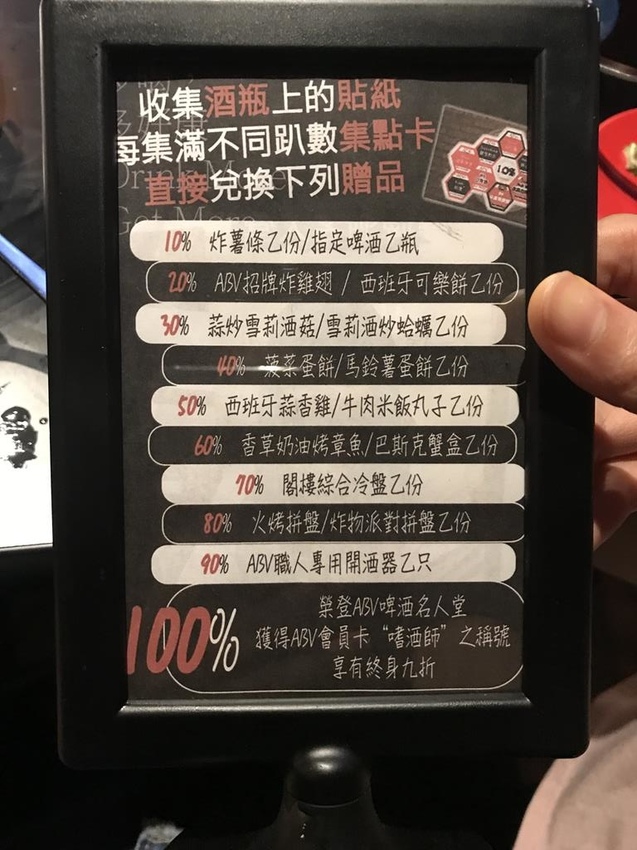 收集酒瓶上的貼紙
每集滿不同趴數集點卡
直接兌換下列贈品
Drink More
Get More
10%
10% 炸薯條乙份/指定啤酒乙瓶
20% ABV招牌炸雞翅 / 西班牙可樂餅乙份
30% 蒜炒雪莉酒菇/雪莉酒炒蛤蠣乙份
40% 菠菜蛋餅/馬鈴薯蛋餅乙份
50% 西班牙蒜香雞/牛肉米飯丸子乙份
60% 香草奶油烤章魚/巴斯克蟹盒乙份
70% 閣樓綜合冷盤乙份
80% 火烤拼盤/炸物派對拼盤乙份
90% ABV職人專用開酒器乙只
100%
榮登ABV啤酒名人堂
獲得ABV會員卡“嗜酒師”之稱號
享有終身九折